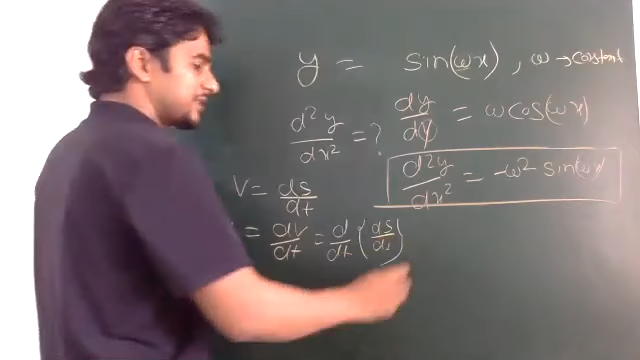 y = sin(ωx), ω → constant
d²y/dx² = ? dy/dx = ω cos(ωx)
d²y/dx² = -ω² sin(ωx)
v = ds/dt
= dv/dt = d/dt (ds/dt)